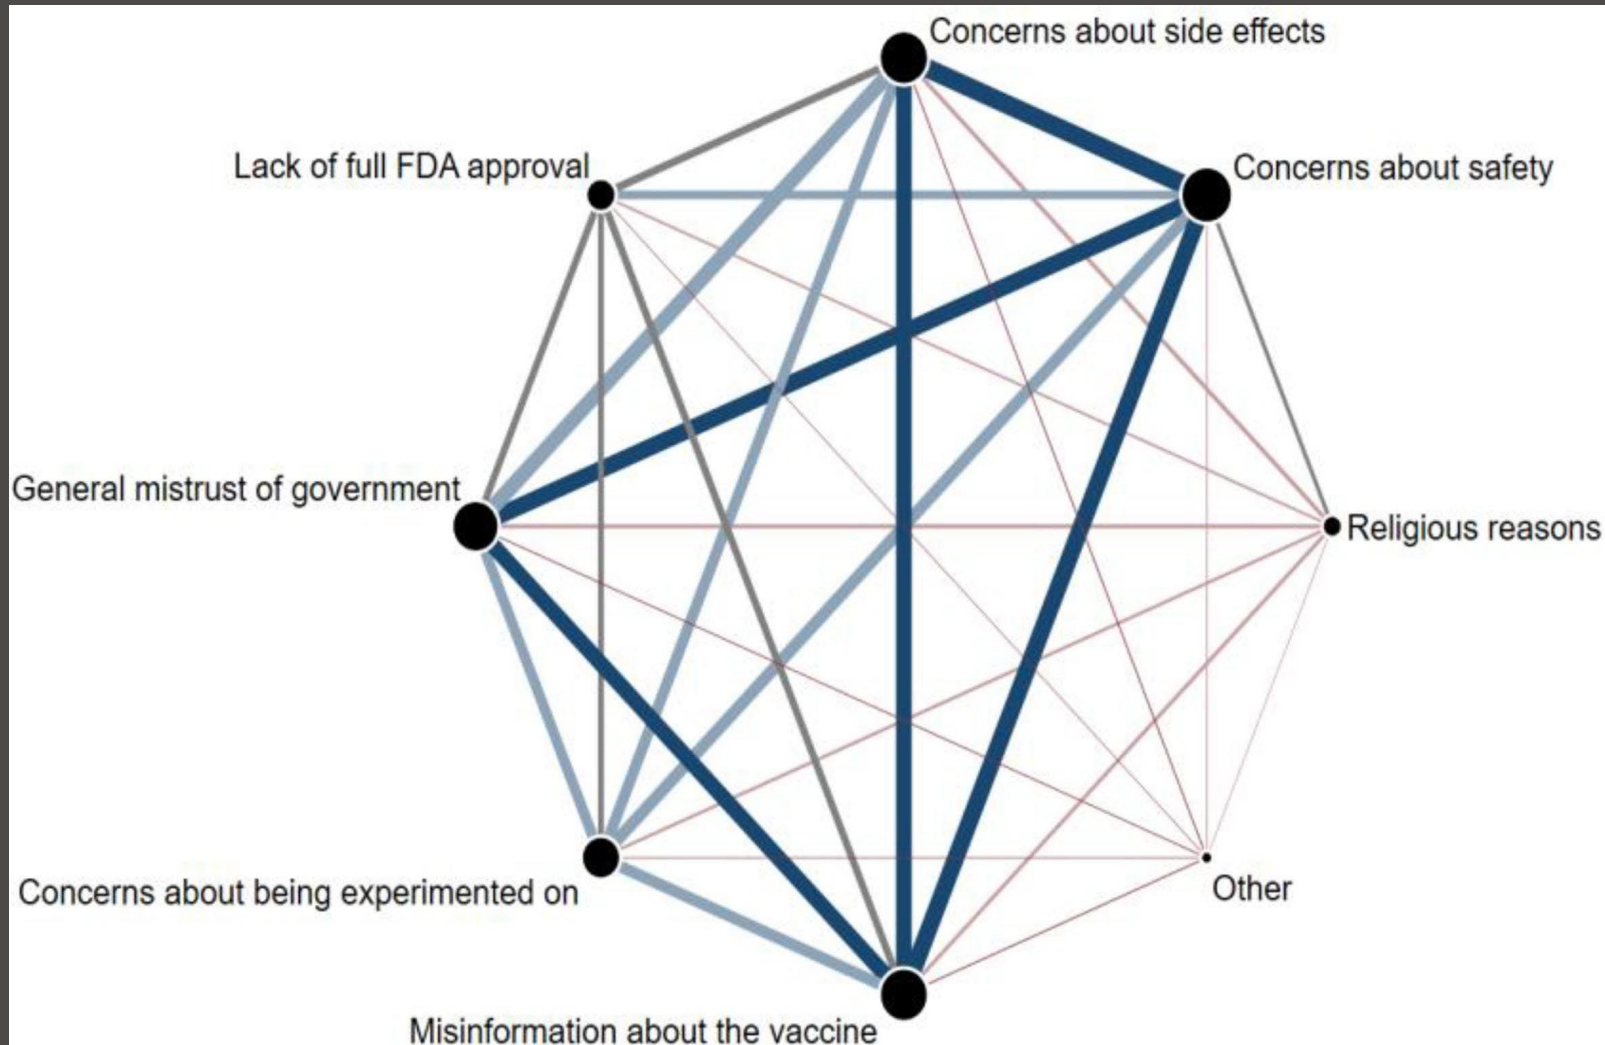 Concerns about side effects
Lack of full FDA approval
Concerns about safety
General mistrust of government
Religious reasons
Concerns about being experimented on
Other
Misinformation about the vaccine